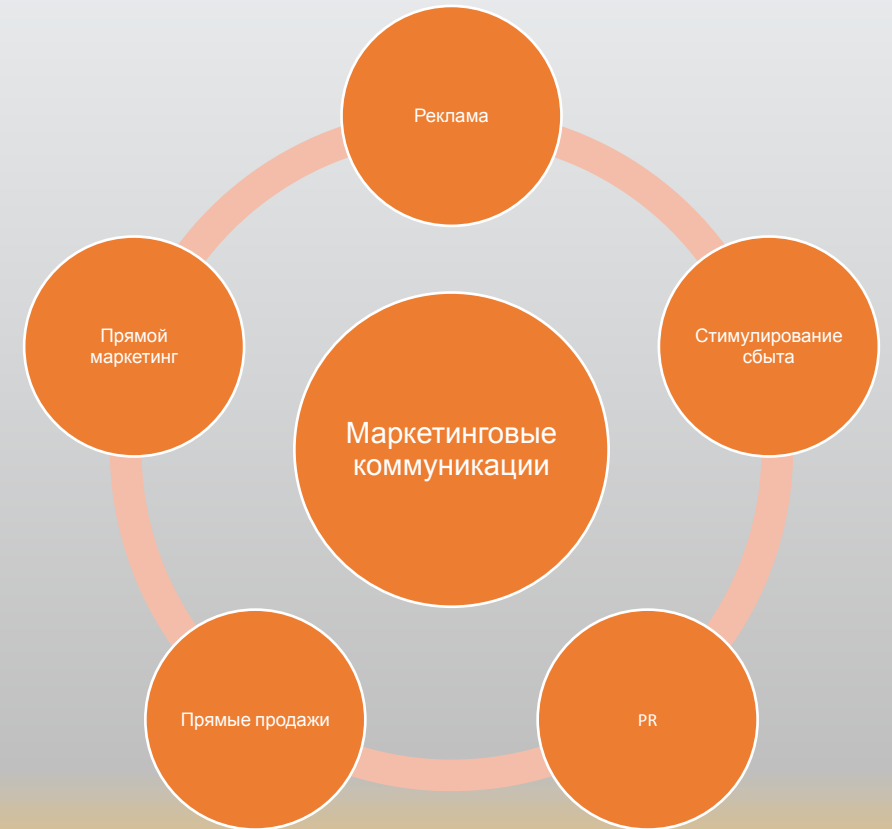 Реклама
Прямой
маркетинг
Стимулирование
сбыта
Маркетинговые
коммуникации
Прямые продажи
PR